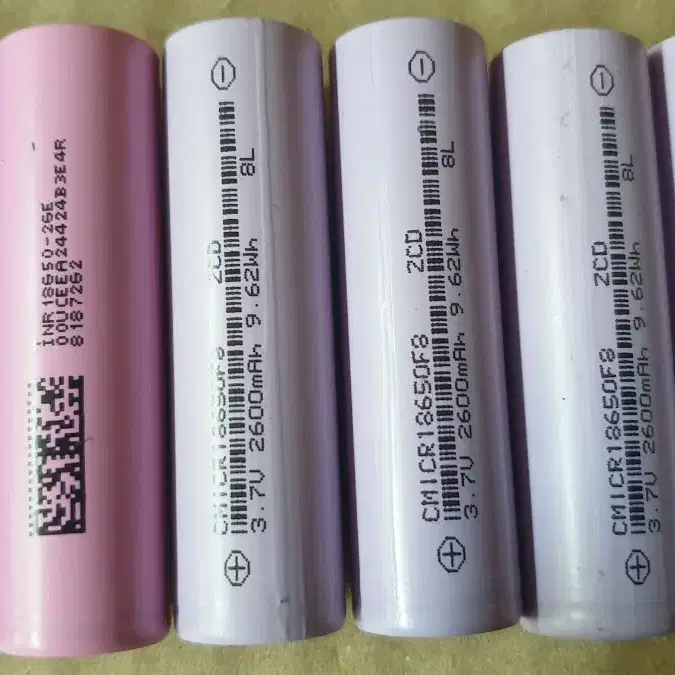 INR18650-26E
00UCEEA24424B3E4R
8187262
CMICR18650F8 ZCD
8L
3.7V 2600mAh 9.62Wh
CMICR18650F8 ZCD
8L
3.7V 2600mAh 9.62Wh
CMICR18650F8 ZCD
8L
3.7V 2600mAh 9.62Wh